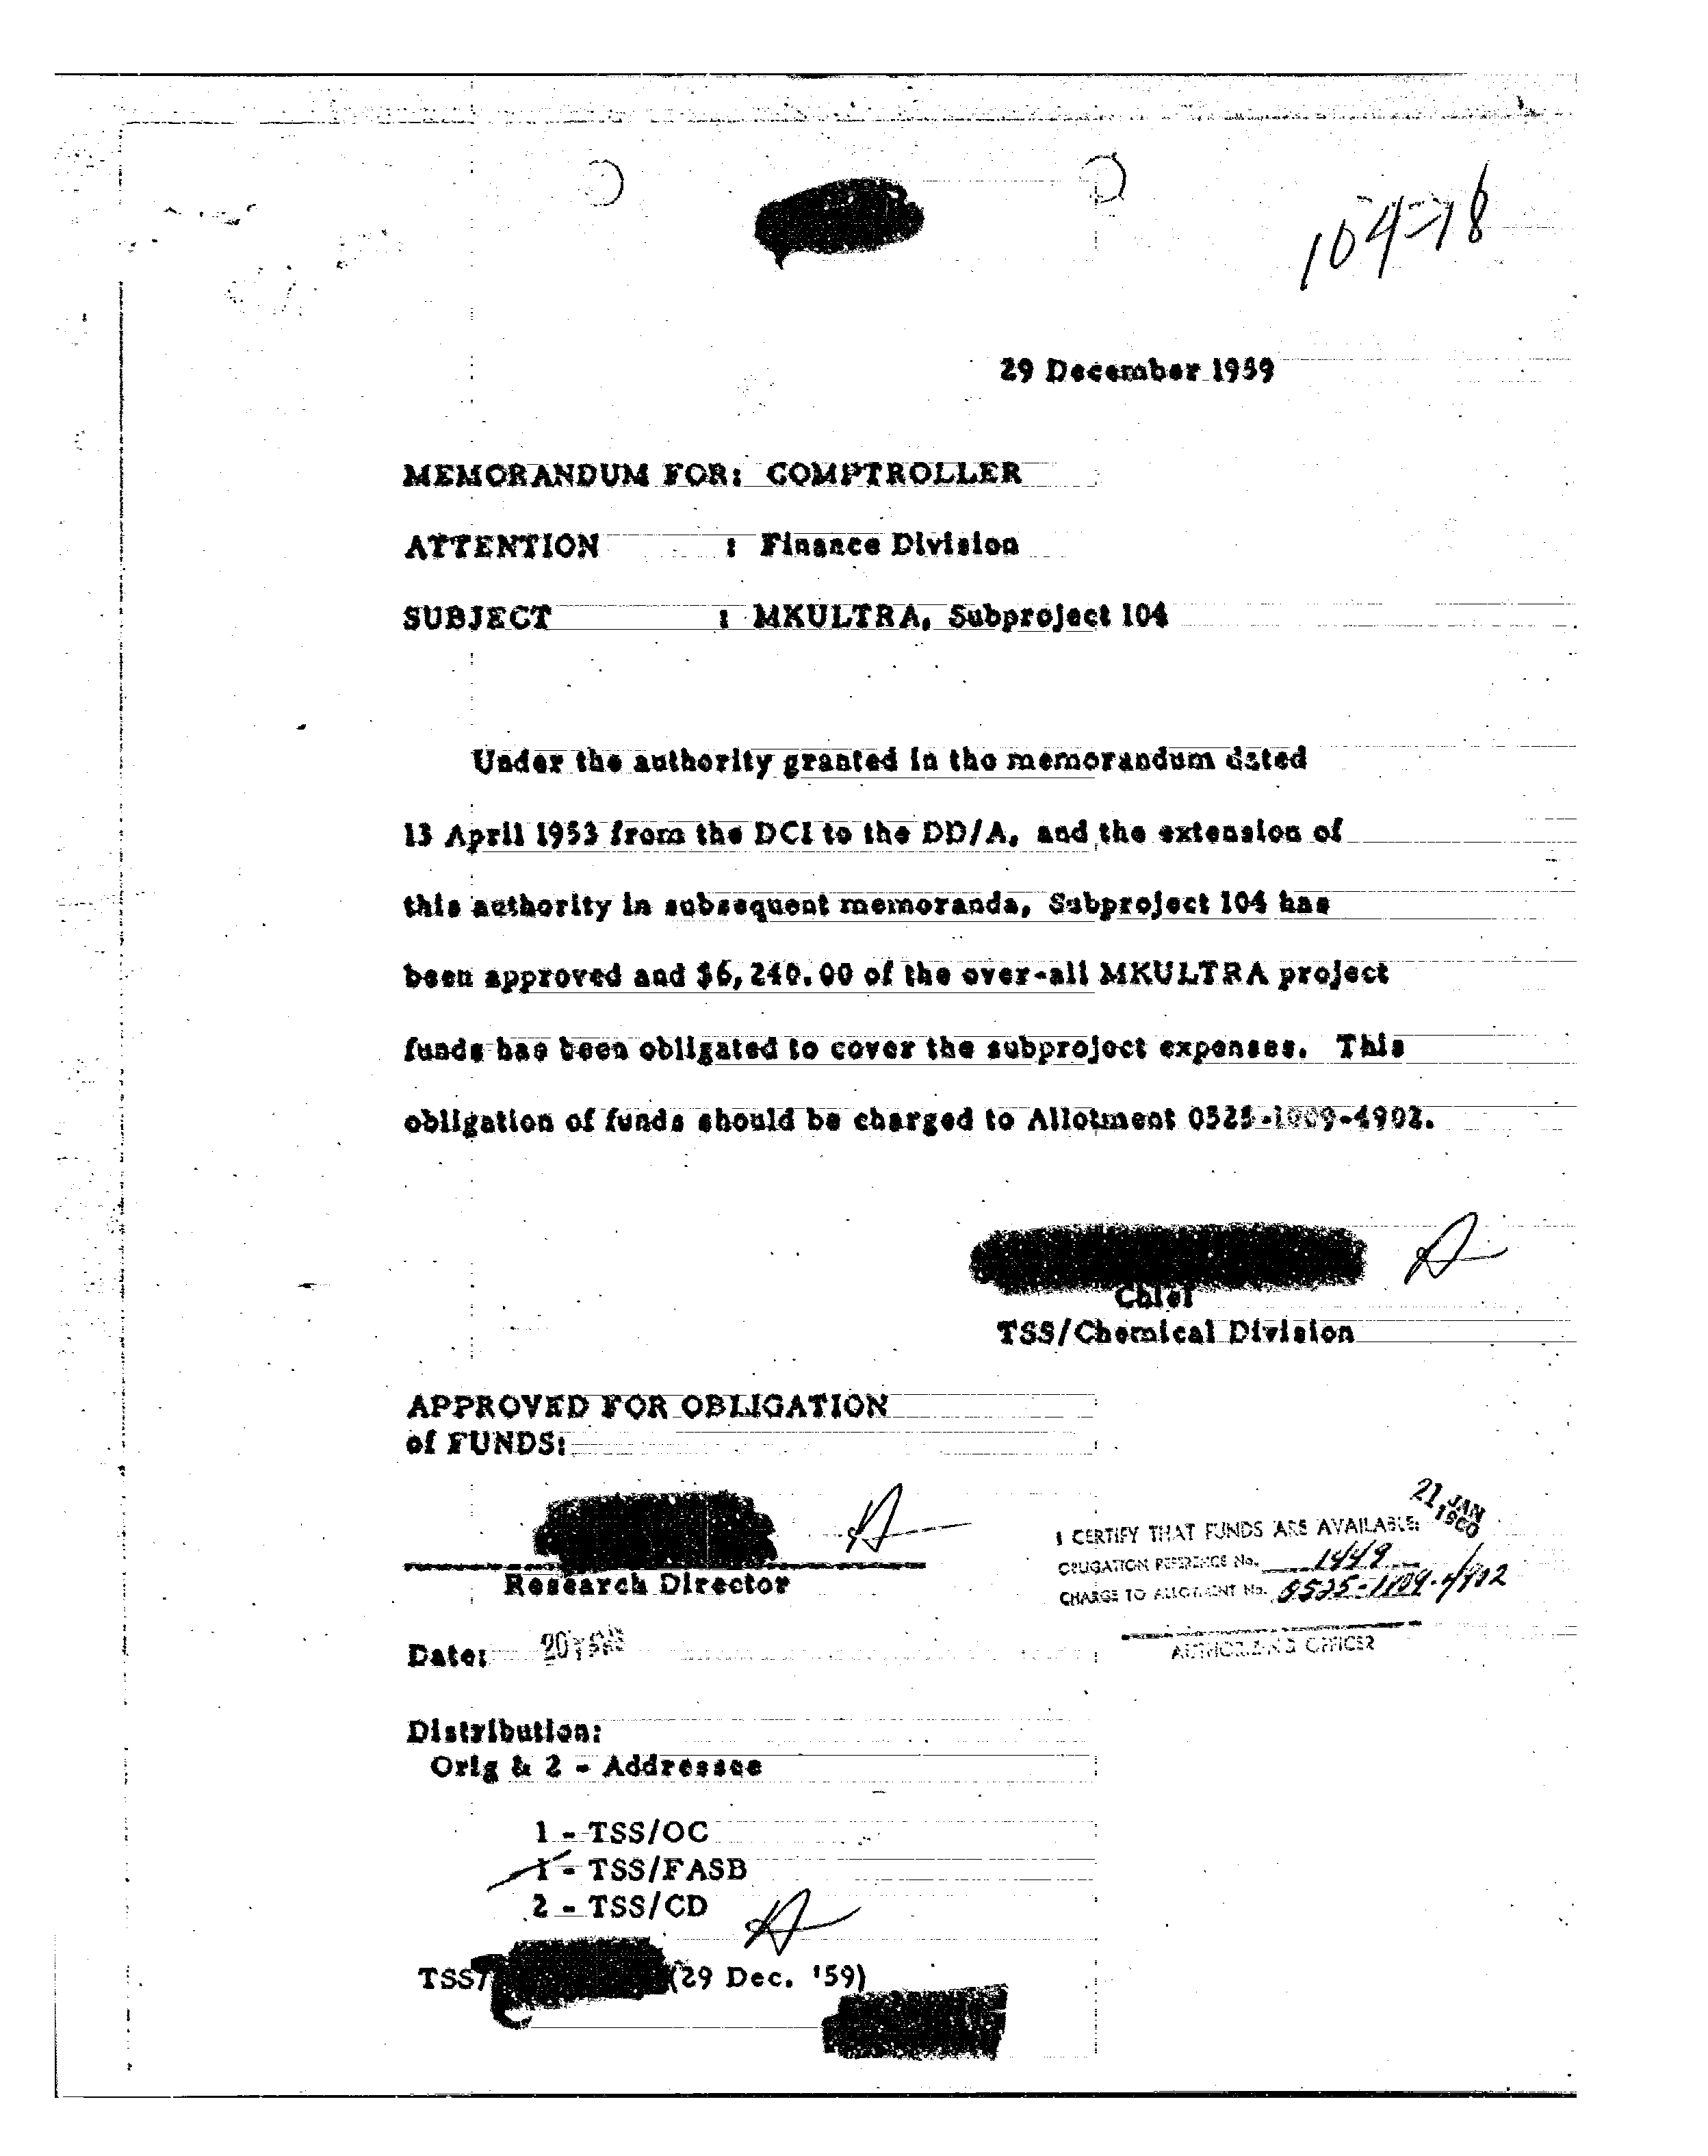 104-18
29 December 1959
MEMORANDUM FOR: COMPTROLLER
ATTENTION : Finance Division
SUBJECT : MKULTRA, Subproject 104
Under the authority granted in the memorandum dated
13 April 1953 from the DCI to the DD/A, and the extension of
this authority in subsequent memoranda, Subproject 104 has
been approved and $6,240.00 of the over-all MKULTRA project
funds has been obligated to cover the subproject expenses. This
obligation of funds should be charged to Allotment 0525-1009-4902.
Chief
TSS/Chemical Division
APPROVED FOR OBLIGATION
of FUNDS:
Research Director
21 JAN 1960
I CERTIFY THAT FUNDS ARE AVAILABLE:
OBLIGATION REFERENCE No. 1449
CHARGE TO ALLOTMENT No. 0525-1009-4902
AUTHORIZING OFFICER
Date:
Distribution:
Orig & 2 - Addressee
1 - TSS/OC
1 - TSS/FASB
2 - TSS/CD
TSS/ (29 Dec. '59)